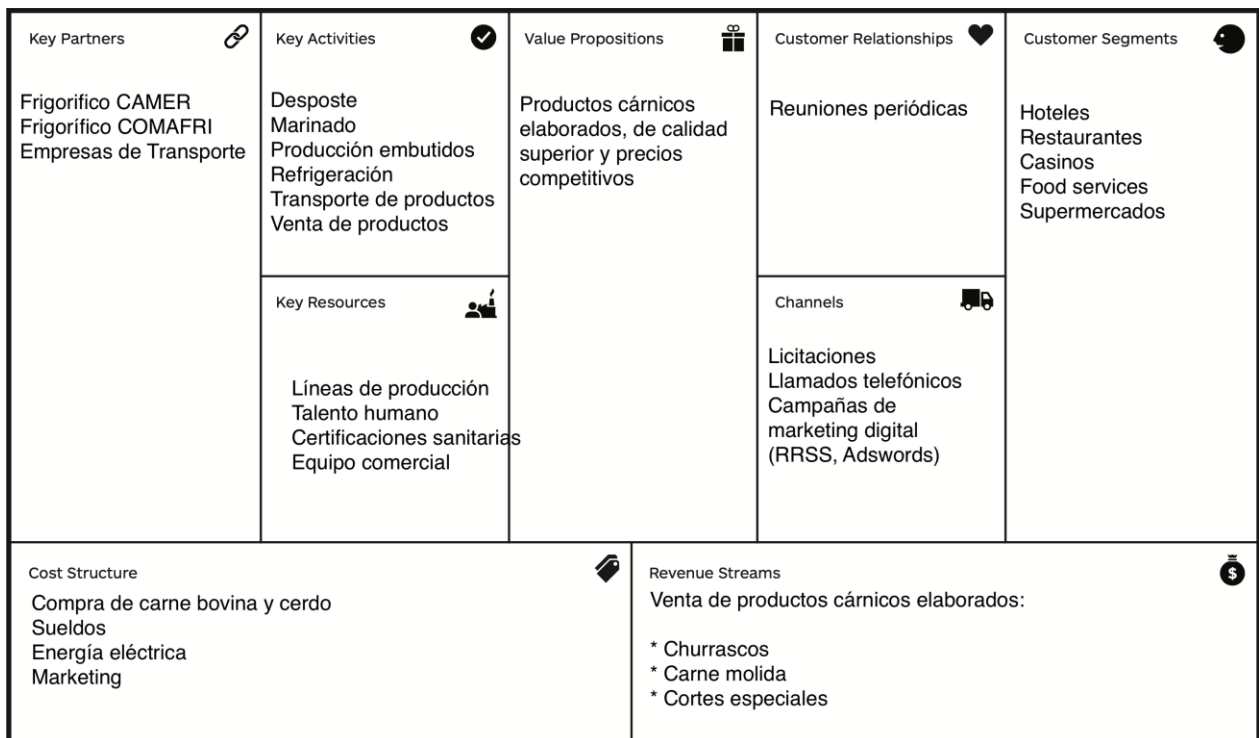 Key Partners
Frigorifico CAMER
Frigorífico COMAFRI
Empresas de Transporte
Key Activities
Desposte
Marinado
Producción embutidos
Refrigeración
Transporte de productos
Venta de productos
Key Resources
Líneas de producción
Talento humano
Certificaciones sanitarias
Equipo comercial
Value Propositions
Productos cárnicos
elaborados, de calidad
superior y precios
competitivos
Customer Relationships
Reuniones periódicas
Channels
Licitaciones
Llamados telefónicos
Campañas de
marketing digital
(RRSS, Adswords)
Customer Segments
Hoteles
Restaurantes
Casinos
Food services
Supermercados
Cost Structure
Compra de carne bovina y cerdo
Sueldos
Energía eléctrica
Marketing
Revenue Streams
$
Venta de productos cárnicos elaborados:
* Churrascos
* Carne molida
* Cortes especiales